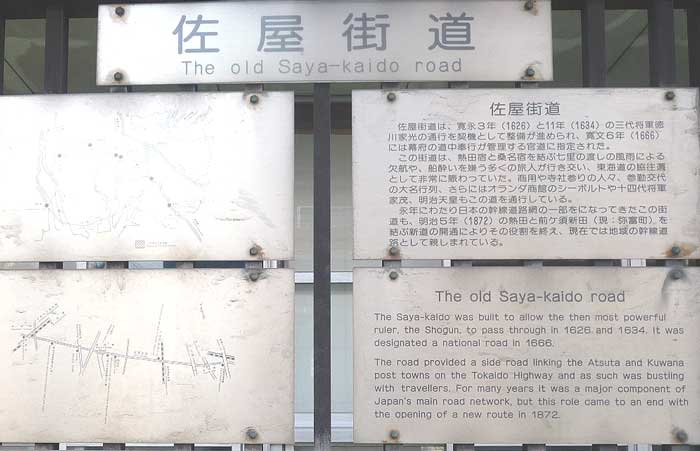 佐屋街道
The old Saya-kaido road
佐屋街道
佐屋街道は、寛永3年(1626)と11年(1634)の三代将軍徳
川家光の通行を契機として整備が進められ、寛文6年(1666)
には幕府の道中奉行が管理する官道に指定された。
この街道は、熱田宿と桑名宿を結ぶ七里の渡しの風雨による
欠航や、船酔いを嫌う多くの旅人が行き交い、東海道の脇往還
として非常に賑わっていた。商用や寺社参りの人々、参勤交代
の大名行列、さらにはオランダ商館のシーボルトや十四代将軍
家茂、明治天皇もこの道を通行している。
永年にわたり日本の幹線道路網の一部をになってきたこの街
道も、明治5年(1872)の熱田と前ケ須新田(現:弥富町)を
結ぶ新道の開通によりその役割を終え、現在では地域の幹線道
路として親しまれている。
The old Saya-kaido road
The Saya-kaido was built to allow the then most powerful
ruler, the Shogun, to pass through in 1626 and 1634. It was
designated a national road in 1666.
The road provided a side road linking the Atsuta and Kuwana
post towns on the Tokaido Highway and as such was bustling
with travellers. For many years it was a major component of
Japan's main road network, but this role came to an end with
the opening of a new route in 1872.